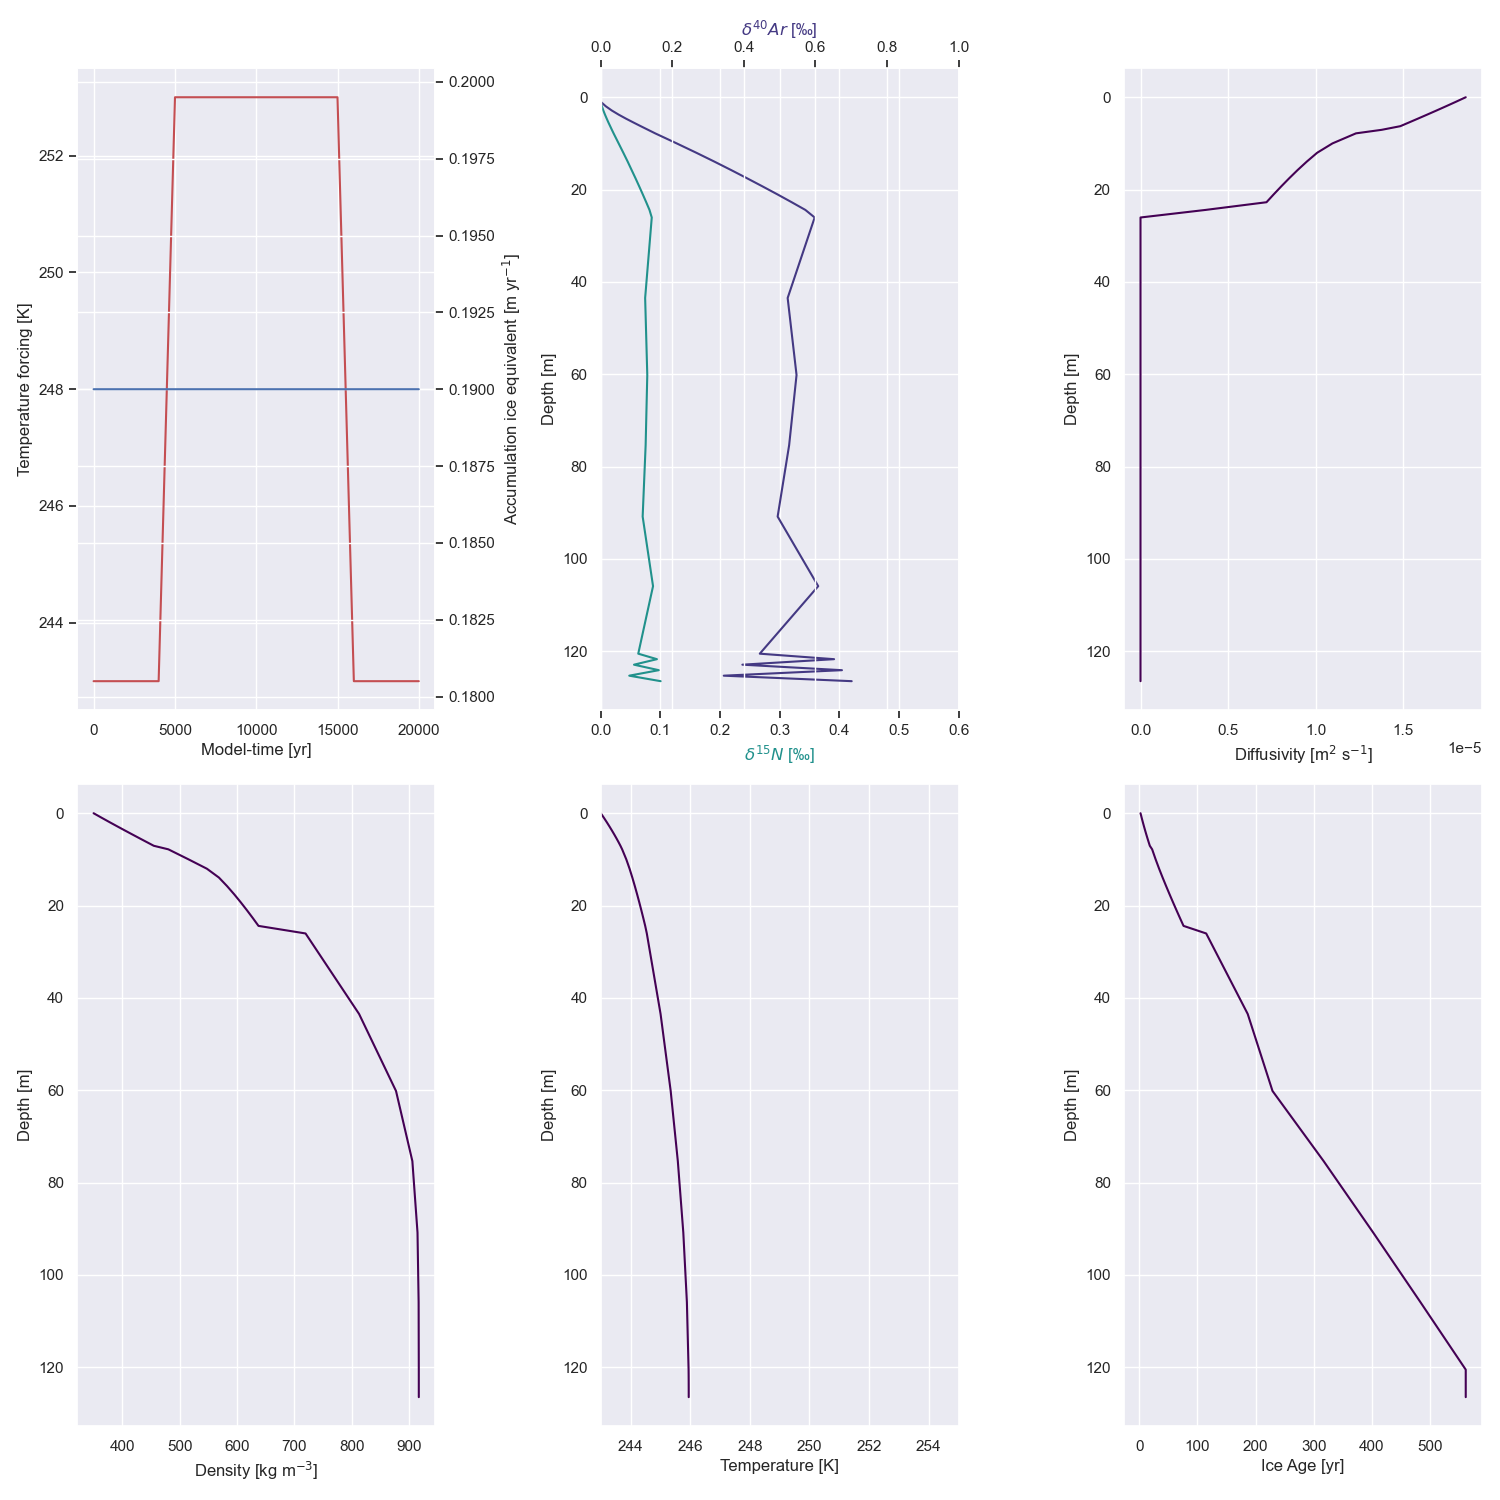 δ⁴⁰Ar [‰]
0.0 0.2 0.4 0.6 0.8 1.0
Temperature forcing [K]
252
250
248
246
244
0.2000
0.1975
0.1950
0.1925
0.1900
0.1875
0.1850
0.1825
0.1800
Accumulation ice equivalent [m yr⁻¹]
0 5000 10000 15000 20000
Model-time [yr]
Depth [m]
0
20
40
60
80
100
120
0.0 0.1 0.2 0.3 0.4 0.5 0.6
δ¹⁵N [‰]
Depth [m]
0
20
40
60
80
100
120
0.0 0.5 1.0 1.5
1e−5
Diffusivity [m² s⁻¹]
Depth [m]
0
20
40
60
80
100
120
400 500 600 700 800 900
Density [kg m⁻³]
Depth [m]
0
20
40
60
80
100
120
244 246 248 250 252 254
Temperature [K]
Depth [m]
0
20
40
60
80
100
120
0 100 200 300 400 500
Ice Age [yr]